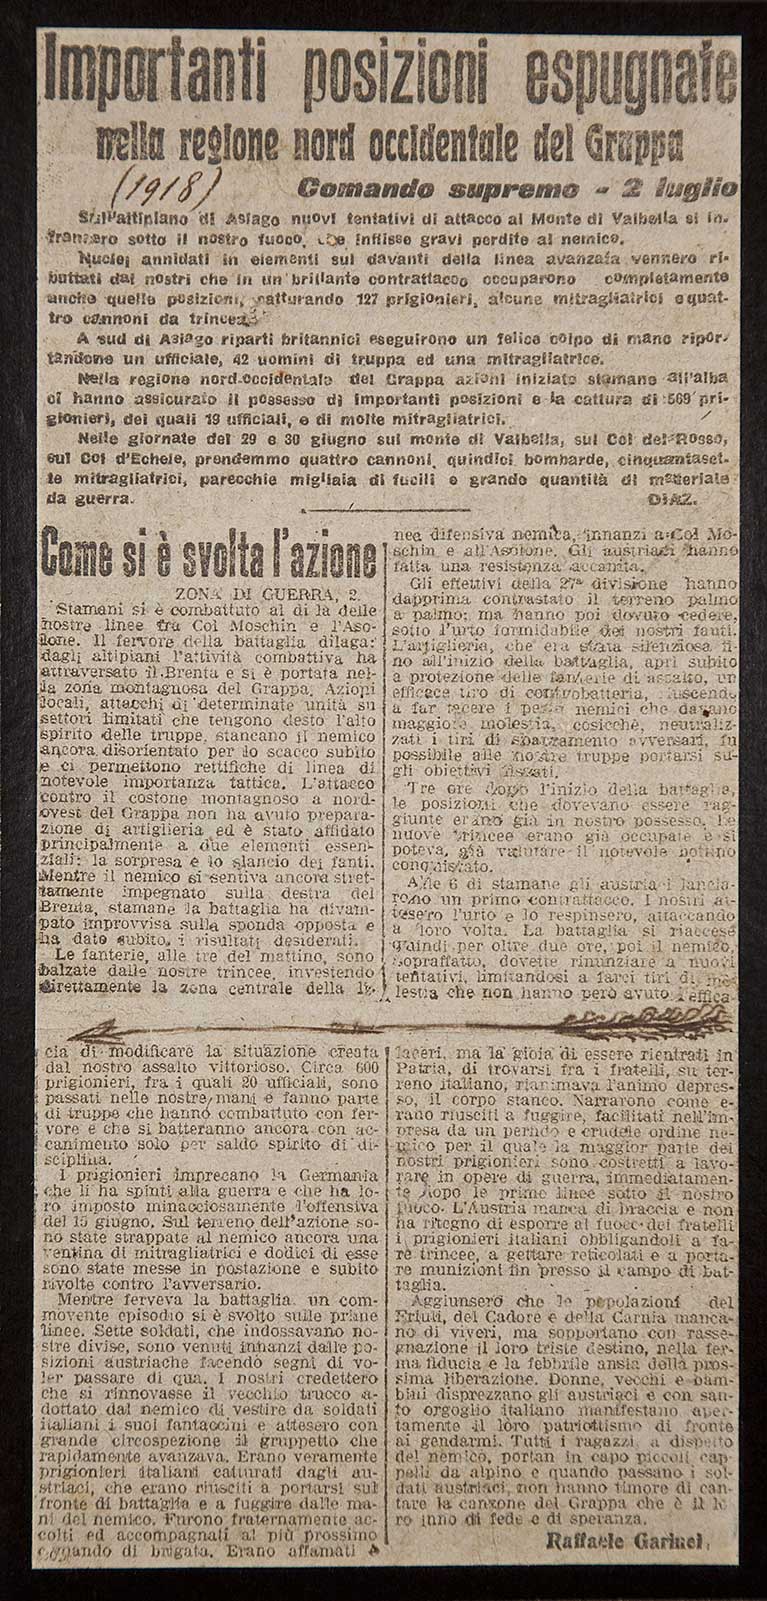 Importanti posizioni espugnate
nella regione nord occidentale del Grappa
(1918)
Comando supremo - 2 luglio
Sull'altipiano di Asiago nuovi tentativi di attacco al Monte di Valbella si in-
fransero sotto il nostro fuoco, che inflisse gravi perdite al nemico.
Nuclei annidati in elementi sul davanti della linea avanzata vennero ri-
buttati dai nostri che in un brillante contrattacco occuparono completamente
anche quelle posizioni, catturando 127 prigionieri, alcune mitragliatrici e quat-
tro cannoni da trincea.
A sud di Asiago riparti britannici eseguirono un felice colpo di mano ripor-
tandone un ufficiale, 42 uomini di truppa ed una mitragliatrice.
Nella regione nord-occidentale del Grappa azioni iniziate stamane all'alba
ci hanno assicurato il possesso di importanti posizioni e la cattura di 569 pri-
gionieri, dei quali 19 ufficiali, e di molte mitragliatrici.
Nelle giornate del 29 e 30 giugno sul monte di Valbella, sul Col del Rosso,
sul Col d'Echele, prendemmo quattro cannoni, quindici bombarde, cinquantaset-
te mitragliatrici, parecchie migliaia di fucili e grande quantità di materiale
da guerra. DIAZ.
Come si è svolta l'azione
ZONA DI GUERRA, 2.
Stamani si è combattuto al di là delle
nostre linee fra Col Moschin e l'Aso-
lone. Il fervore della battaglia dilaga:
dagli altipiani l'attività combattiva ha
attraversato il Brenta e si è portata nel-
la zona montagnosa del Grappa. Azioni
locali, attacchi di determinate unità su
settori limitati che tengono desto l'alto
spirito delle truppe, stancano il nemico
ancora disorientato per lo scacco subito
e ci permettono rettifiche di linea di
notevole importanza tattica. L'attacco
contro il costone montagnoso a nord-
ovest del Grappa non ha avuto prepara-
zione di artiglieria ed è stato affidato
principalmente a due elementi essen-
ziali: la sorpresa e lo slancio dei fanti.
Mentre il nemico si sentiva ancora stret-
tamente impegnato sulla destra del
Brenta, stamane la battaglia ha divam-
pato improvvisa sulla sponda opposta e
ha dato subito i risultati desiderati.
Le fanterie, alle tre del mattino, sono
balzate dalle nostre trincee, investendo
direttamente la zona centrale della li-
nea difensiva nemica, innanzi a Col Mo-
schin e all'Asolone. Gli austriaci hanno
fatta una resistenza accanita.
Gli effettivi della 27a divisione hanno
dapprima contrastato il terreno palmo
a palmo; ma hanno poi dovuto cedere,
sotto l'urto formidabile dei nostri fanti.
L'artiglieria, che era stata silenziosa fi-
no all'inizio della battaglia, aprì subito
a protezione delle fanterie di assalto, un
efficace tiro di controbatteria, riuscendo
a far tacere i pezzi nemici che davano
maggiore molestia, cosicchè, neutraliz-
zati i tiri di sbarramento avversari, fu
possibile alle nostre truppe portarsi su-
gli obiettivi fissati.
Tre ore dopo l'inizio della battaglia,
le posizioni che dovevano essere rag-
giunte erano già in nostro possesso. Le
nuove trincee erano già occupate e si
poteva, già valutare il notevole bottino
conquistato.
Alle 6 di stamane gli austriaci lancia-
rono un primo contrattacco. I nostri at-
tesero l'urto e lo respinsero, attaccando
a loro volta. La battaglia si riaccese
quindi per oltre due ore, poi il nemico,
sopraffatto, dovette rinunziare a nuovi
tentativi, limitandosi a farci tiri di mo-
lestia che non hanno però avuto l'effica-
cia di modificare la situazione creata
dal nostro assalto vittorioso. Circa 600
prigionieri, fra i quali 20 ufficiali, sono
passati nelle nostre mani e fanno parte
di truppe che hanno combattuto con fer-
vore e che si batteranno ancora con ac-
canimento solo per saldo spirito di di-
sciplina.
I prigionieri imprecano la Germania
che li ha spinti alla guerra e che ha lo-
ro imposto minacciosamente l'offensiva
del 15 giugno. Sul terreno dell'azione so-
no state strappate al nemico ancora una
ventina di mitragliatrici e dodici di esse
sono state messe in postazione e subito
rivolte contro l'avversario.
Mentre ferveva la battaglia un com-
movente episodio si è svolto sulle prime
linee. Sette soldati, che indossavano no-
stre divise, sono venuti innanzi dalle po-
sizioni austriache facendo segni di vo-
ler passare di qua. I nostri credettero
che si rinnovasse il vecchio trucco a-
dottato dal nemico di vestire da soldati
italiani i suoi fantaccini e attesero con
grande circospezione il gruppetto che
rapidamente avanzava. Erano veramente
prigionieri italiani catturati dagli au-
striaci, che erano riusciti a portarsi sul
fronte di battaglia e a fuggire dalle ma-
ni del nemico. Furono fraternamente ac-
colti ed accompagnati al più prossimo
comando di brigata. Erano affamati e
laceri, ma la gioia di essere rientrati in
Patria, di trovarsi fra i fratelli, su ter-
reno italiano, rianimava l'animo depres-
so, il corpo stanco. Narrarono come e-
rano riusciti a fuggire, facilitati nell'im-
presa da un perfido e crudele ordine ne-
mico per il quale la maggior parte dei
nostri prigionieri sono costretti a lavo-
rare in opere di guerra, immediatamen-
te dopo le prime linee sotto il nostro
fuoco. L'Austria manca di braccia e non
ha ritegno di esporre al fuoco dei fratelli
i prigionieri italiani obbligandoli a fa-
re trincee, a gettare reticolati e a porta-
re munizioni fin presso il campo di bat-
taglia.
Aggiunsero che le popolazioni del
Friuli, del Cadore e della Carnia manca-
no di viveri, ma sopportano con rasse-
gnazione il loro triste destino, nella fer-
ma fiducia e la febbrile ansia della pros-
sima liberazione. Donne, vecchi e bam-
bini disprezzano gli austriaci e con san-
to orgoglio italiano manifestano aper-
tamente il loro patriottismo di fronte
ai gendarmi. Tutti i ragazzi, a dispetto
del nemico, portan in capo piccoli cap-
pelli da alpino e quando passano i sol-
dati austriaci, non hanno timore di can-
tare la canzone del Grappa che è il lo-
ro inno di fede e di speranza.
Raffaele Garinei.